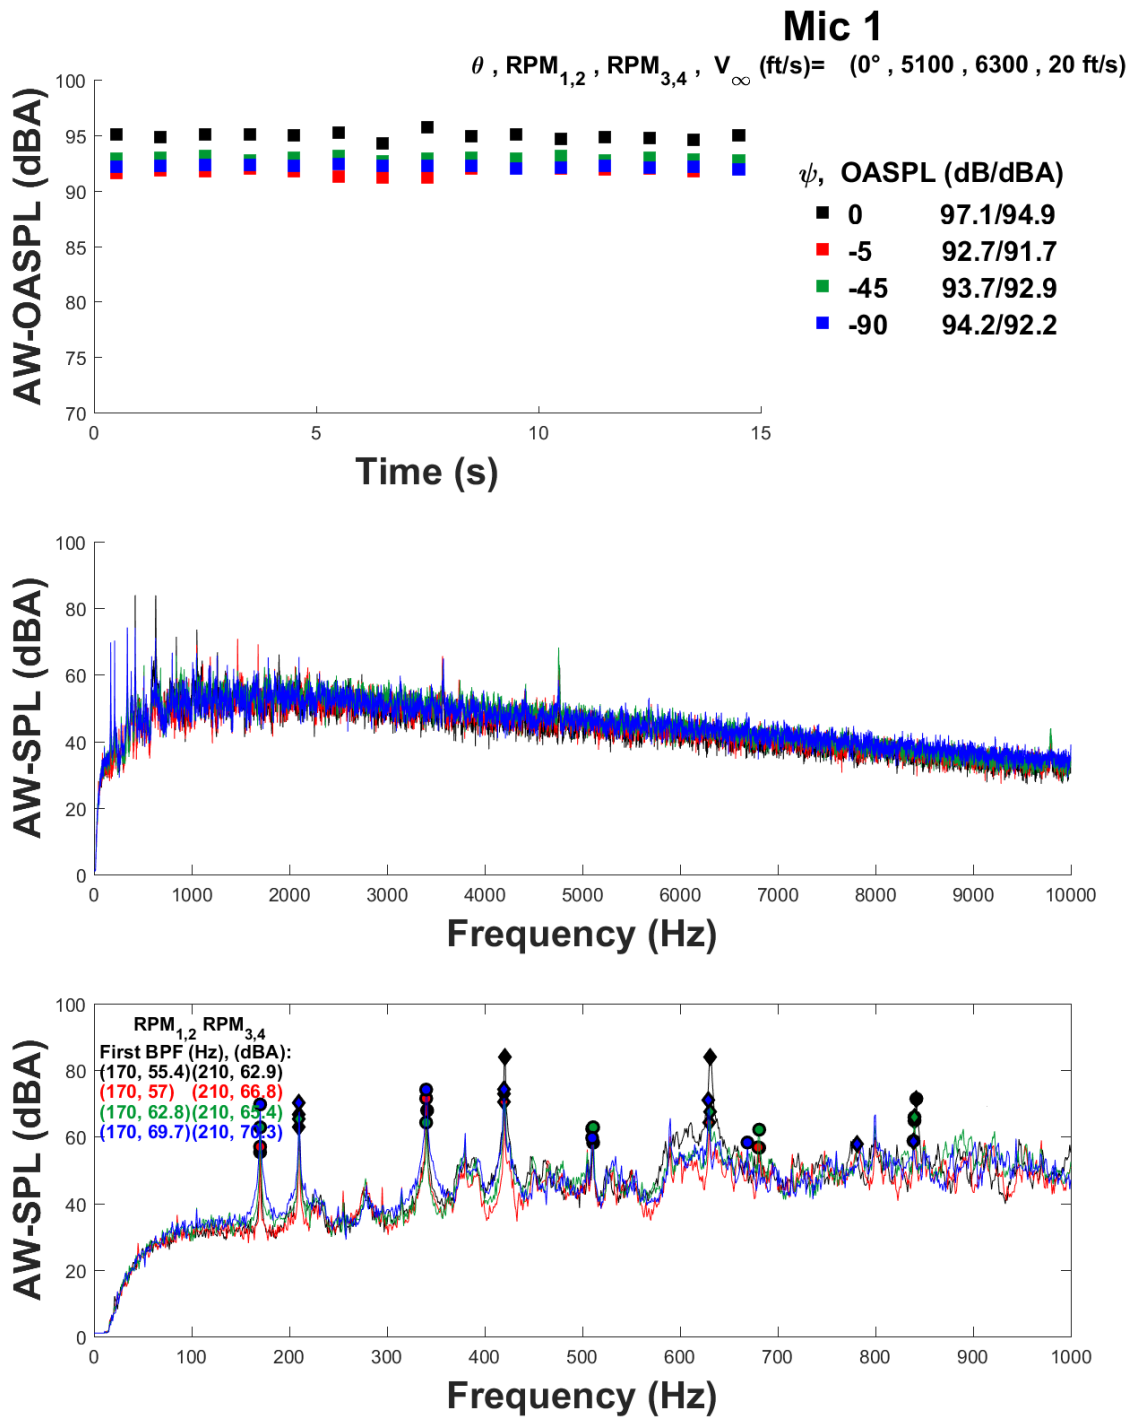 Mic 1
θ , RPM1,2 , RPM3,4 , V∞ (ft/s)= (0° , 5100 , 6300 , 20 ft/s)
100
95
90
85
80
75
70
0 5 10 15
AW-OASPL (dBA)
Time (s)
ψ, OASPL (dB/dBA)
0 97.1/94.9
-5 92.7/91.7
-45 93.7/92.9
-90 94.2/92.2
100
80
60
40
20
0
0 1000 2000 3000 4000 5000 6000 7000 8000 9000 10000
AW-SPL (dBA)
Frequency (Hz)
100
80
60
40
20
0
0 100 200 300 400 500 600 700 800 900 1000
AW-SPL (dBA)
Frequency (Hz)
RPM1,2 RPM3,4
First BPF (Hz), (dBA):
(170, 55.4)(210, 62.9)
(170, 57) (210, 66.8)
(170, 62.8)(210, 65.4)
(170, 69.7)(210, 70.3)